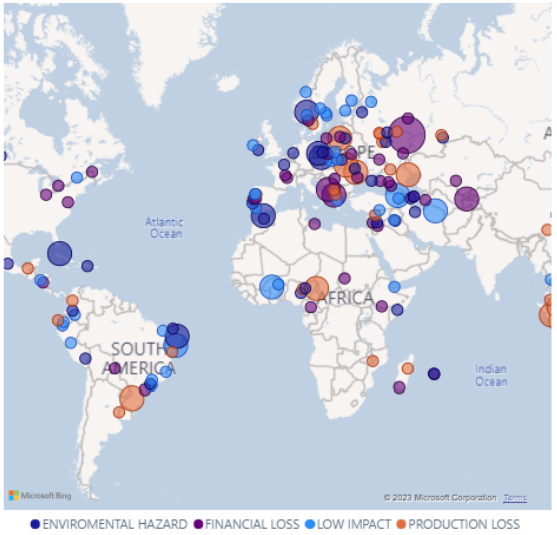 Atlantic
Ocean
PE
A
AFRICA
SOUTH
AMERICA
Indian
Ocean
Microsoft Bing
© 2023 Microsoft Corporation Terms
ENVIROMENTAL HAZARD FINANCIAL LOSS LOW IMPACT PRODUCTION LOSS